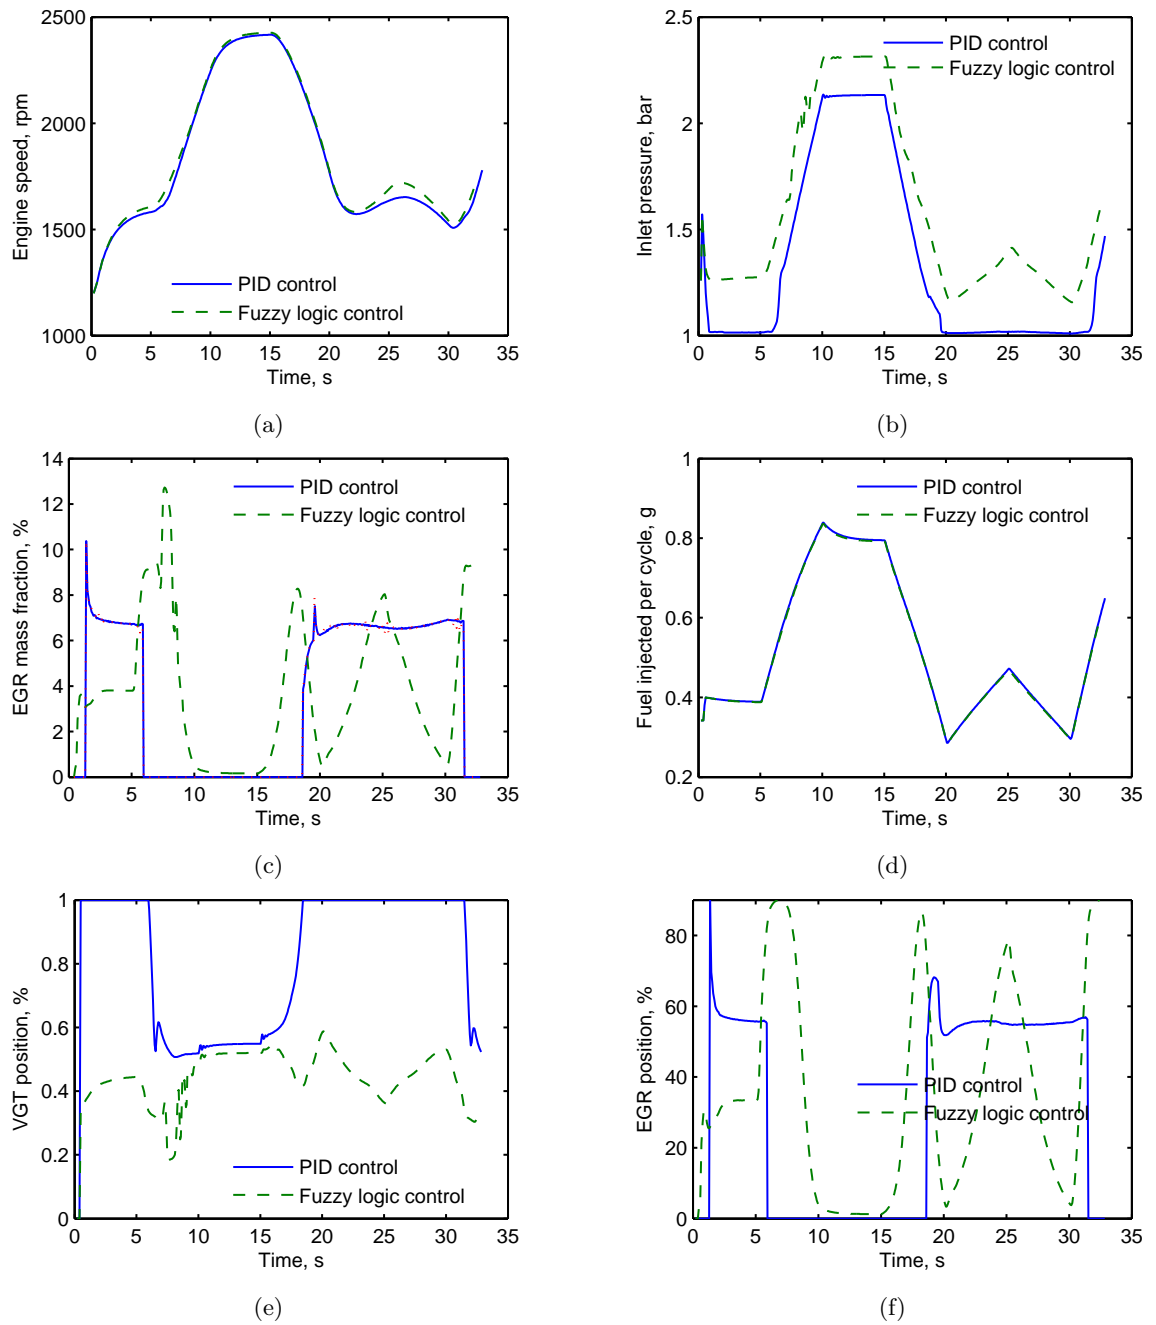 2500
2000
1500
1000
Engine speed, rpm
PID control
Fuzzy logic control
0 5 10 15 20 25 30 35
Time, s
(a)
2.5
2
1.5
1
Inlet pressure, bar
PID control
Fuzzy logic control
0 5 10 15 20 25 30 35
Time, s
(b)
14
12
10
8
6
4
2
0
EGR mass fraction, %
PID control
Fuzzy logic control
0 5 10 15 20 25 30 35
Time, s
(c)
1
0.8
0.6
0.4
0.2
Fuel injected per cycle, g
PID control
Fuzzy logic control
0 5 10 15 20 25 30 35
Time, s
(d)
1
0.8
0.6
0.4
0.2
0
VGT position, %
PID control
Fuzzy logic control
0 5 10 15 20 25 30 35
Time, s
(e)
80
60
40
20
0
EGR position, %
PID control
Fuzzy logic control
0 5 10 15 20 25 30 35
Time, s
(f)